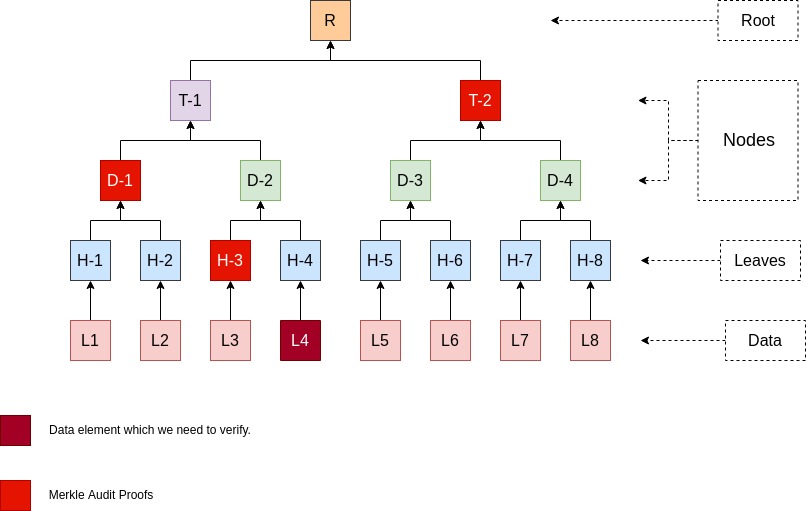 R
Root
T-1
T-2
Nodes
D-1
D-2
D-3
D-4
H-1
H-2
H-3
H-4
H-5
H-6
H-7
H-8
Leaves
L1
L2
L3
L4
L5
L6
L7
L8
Data
Data element which we need to verify.
Merkle Audit Proofs